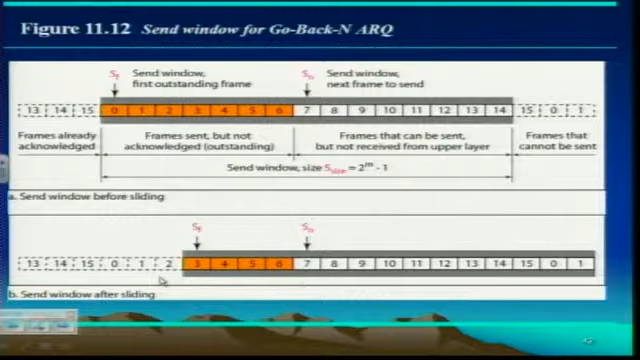 Figure 11.12 Send window for Go-Back-N ARQ
Sf Send window, first outstanding frame
Sn Send window, next frame to send
13 14 15 0 1 2 3 4 5 6 7 8 9 10 11 12 13 14 15 0 1
Frames already acknowledged
Frames sent, but not acknowledged (outstanding)
Frames that can be sent, but not received from upper layer
Frames that cannot be sent
Send window, size Ssize = 2^m - 1
a. Send window before sliding
Sf Sn
13 14 15 0 1 2 3 4 5 6 7 8 9 10 11 12 13 14 15 0 1
b. Send window after sliding